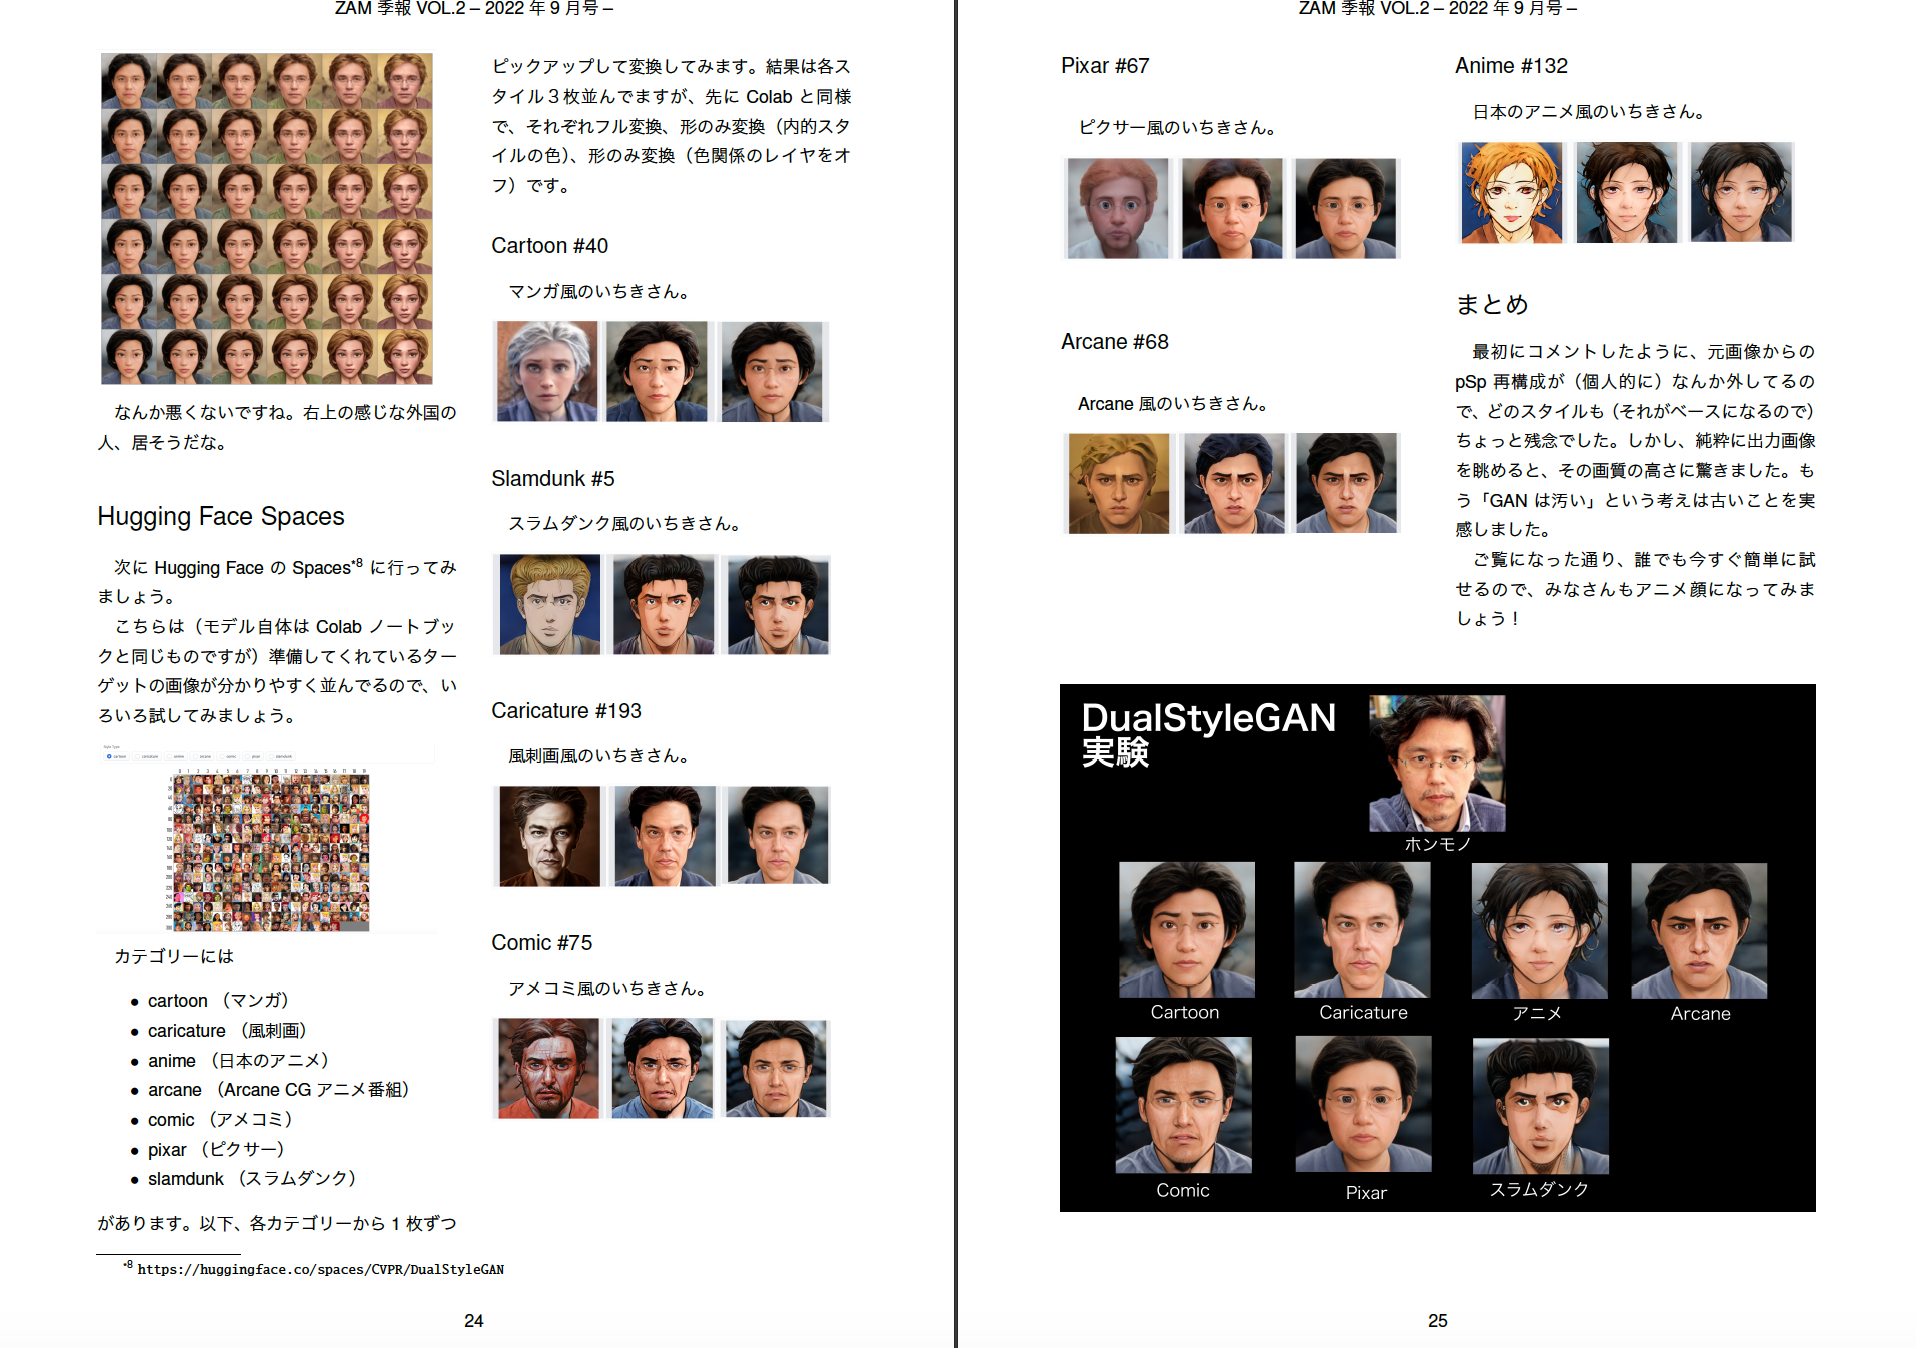 ZAM 季報 VOL.2 – 2022 年 9 月号 –
なんか悪くないですね。右上の感じな外国の
人、居そうだな。
Hugging Face Spaces
次に Hugging Face の Spaces*8 に行ってみ
ましょう。
こちらは（モデル自体は Colab ノートブッ
クと同じものですが）準備してくれているター
ゲットの画像が分かりやすく並んでるので、い
ろいろ試してみましょう。
Style Type
cartoon caricature anime arcane comic pixar slamdunk
カテゴリーには
• cartoon （マンガ）
• caricature （風刺画）
• anime （日本のアニメ）
• arcane （Arcane CG アニメ番組）
• comic （アメコミ）
• pixar （ピクサー）
• slamdunk （スラムダンク）
があります。以下、各カテゴリーから 1 枚ずつ
*8 https://huggingface.co/spaces/CVPR/DualStyleGAN
ピックアップして変換してみます。結果は各ス
タイル３枚並んでますが、先に Colab と同様
で、それぞれフル変換、形のみ変換（内的スタ
イルの色）、形のみ変換（色関係のレイヤをオ
フ）です。
Cartoon #40
マンガ風のいちきさん。
Slamdunk #5
スラムダンク風のいちきさん。
Caricature #193
風刺画風のいちきさん。
Comic #75
アメコミ風のいちきさん。
24
ZAM 季報 VOL.2 – 2022 年 9 月号 –
Pixar #67
ピクサー風のいちきさん。
Arcane #68
Arcane 風のいちきさん。
Anime #132
日本のアニメ風のいちきさん。
まとめ
最初にコメントしたように、元画像からの
pSp 再構成が（個人的に）なんか外してるの
で、どのスタイルも（それがベースになるので）
ちょっと残念でした。しかし、純粋に出力画像
を眺めると、その画質の高さに驚きました。も
う「GAN は汚い」という考えは古いことを実
感しました。
ご覧になった通り、誰でも今すぐ簡単に試
せるので、みなさんもアニメ顔になってみま
しょう！
DualStyleGAN
実験
ホンモノ
Cartoon
Caricature
アニメ
Arcane
Comic
Pixar
スラムダンク
25